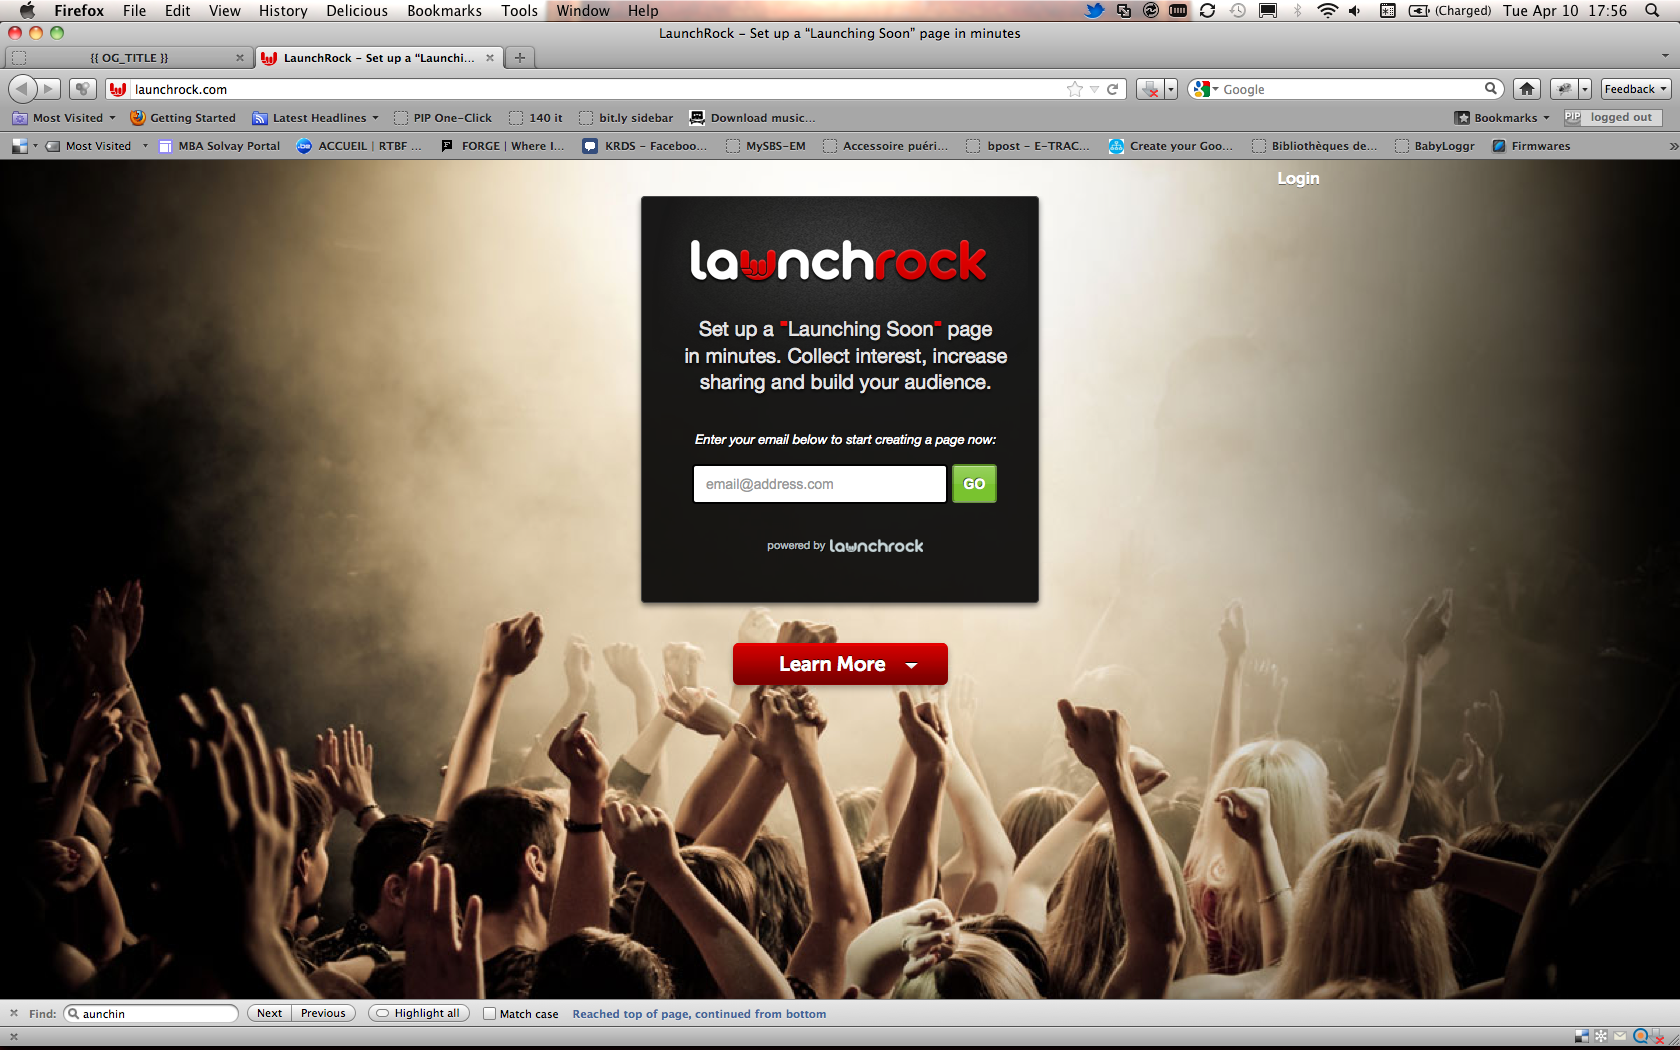 Firefox File Edit View History Delicious Bookmarks Tools Window Help (Charged) Tue Apr 10 17:56
LaunchRock – Set up a "Launching Soon" page in minutes
{{ OG_TITLE }} LaunchRock – Set up a "Launchi...
launchrock.com Google Feedback
Most Visited Getting Started Latest Headlines PIP One-Click 140 it bit.ly sidebar Download music... Bookmarks PIP logged out
Most Visited MBA Solvay Portal ACCUEIL | RTBF ... FORGE | Where I... KRDS – Faceboo... MySBS-EM Accessoire puéri... bpost – E-TRAC... Create your Goo... Bibliothèques de... BabyLoggr Firmwares
Login
launchrock
Set up a "Launching Soon" page
in minutes. Collect interest, increase
sharing and build your audience.
Enter your email below to start creating a page now:
email@address.com GO
powered by launchrock
Learn More
Find: aunchin Next Previous Highlight all Match case Reached top of page, continued from bottom